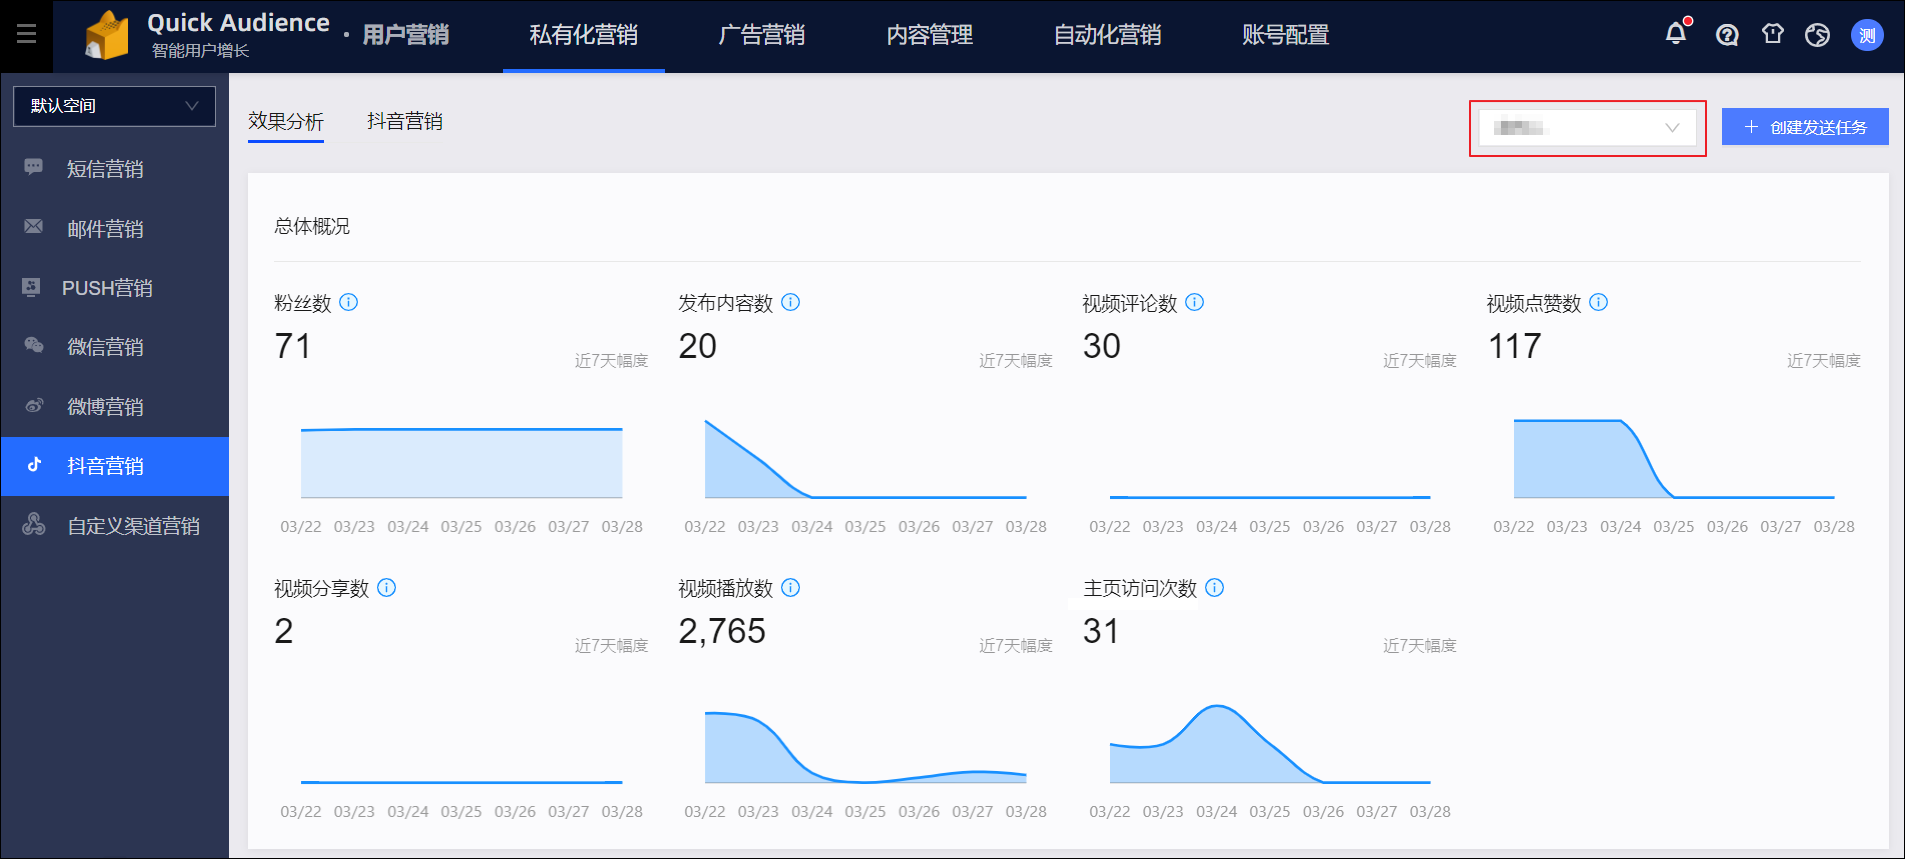 Quick Audience
智能用户增长
· 用户营销
私有化营销
广告营销
内容管理
自动化营销
账号配置
测
默认空间
短信营销
邮件营销
PUSH营销
微信营销
微博营销
抖音营销
自定义渠道营销
效果分析
抖音营销
+ 创建发送任务
总体概况
粉丝数
71
近7天幅度
03/22 03/23 03/24 03/25 03/26 03/27 03/28
发布内容数
20
近7天幅度
03/22 03/23 03/24 03/25 03/26 03/27 03/28
视频评论数
30
近7天幅度
03/22 03/23 03/24 03/25 03/26 03/27 03/28
视频点赞数
117
近7天幅度
03/22 03/23 03/24 03/25 03/26 03/27 03/28
视频分享数
2
近7天幅度
03/22 03/23 03/24 03/25 03/26 03/27 03/28
视频播放数
2,765
近7天幅度
03/22 03/23 03/24 03/25 03/26 03/27 03/28
主页访问次数
31
近7天幅度
03/22 03/23 03/24 03/25 03/26 03/27 03/28